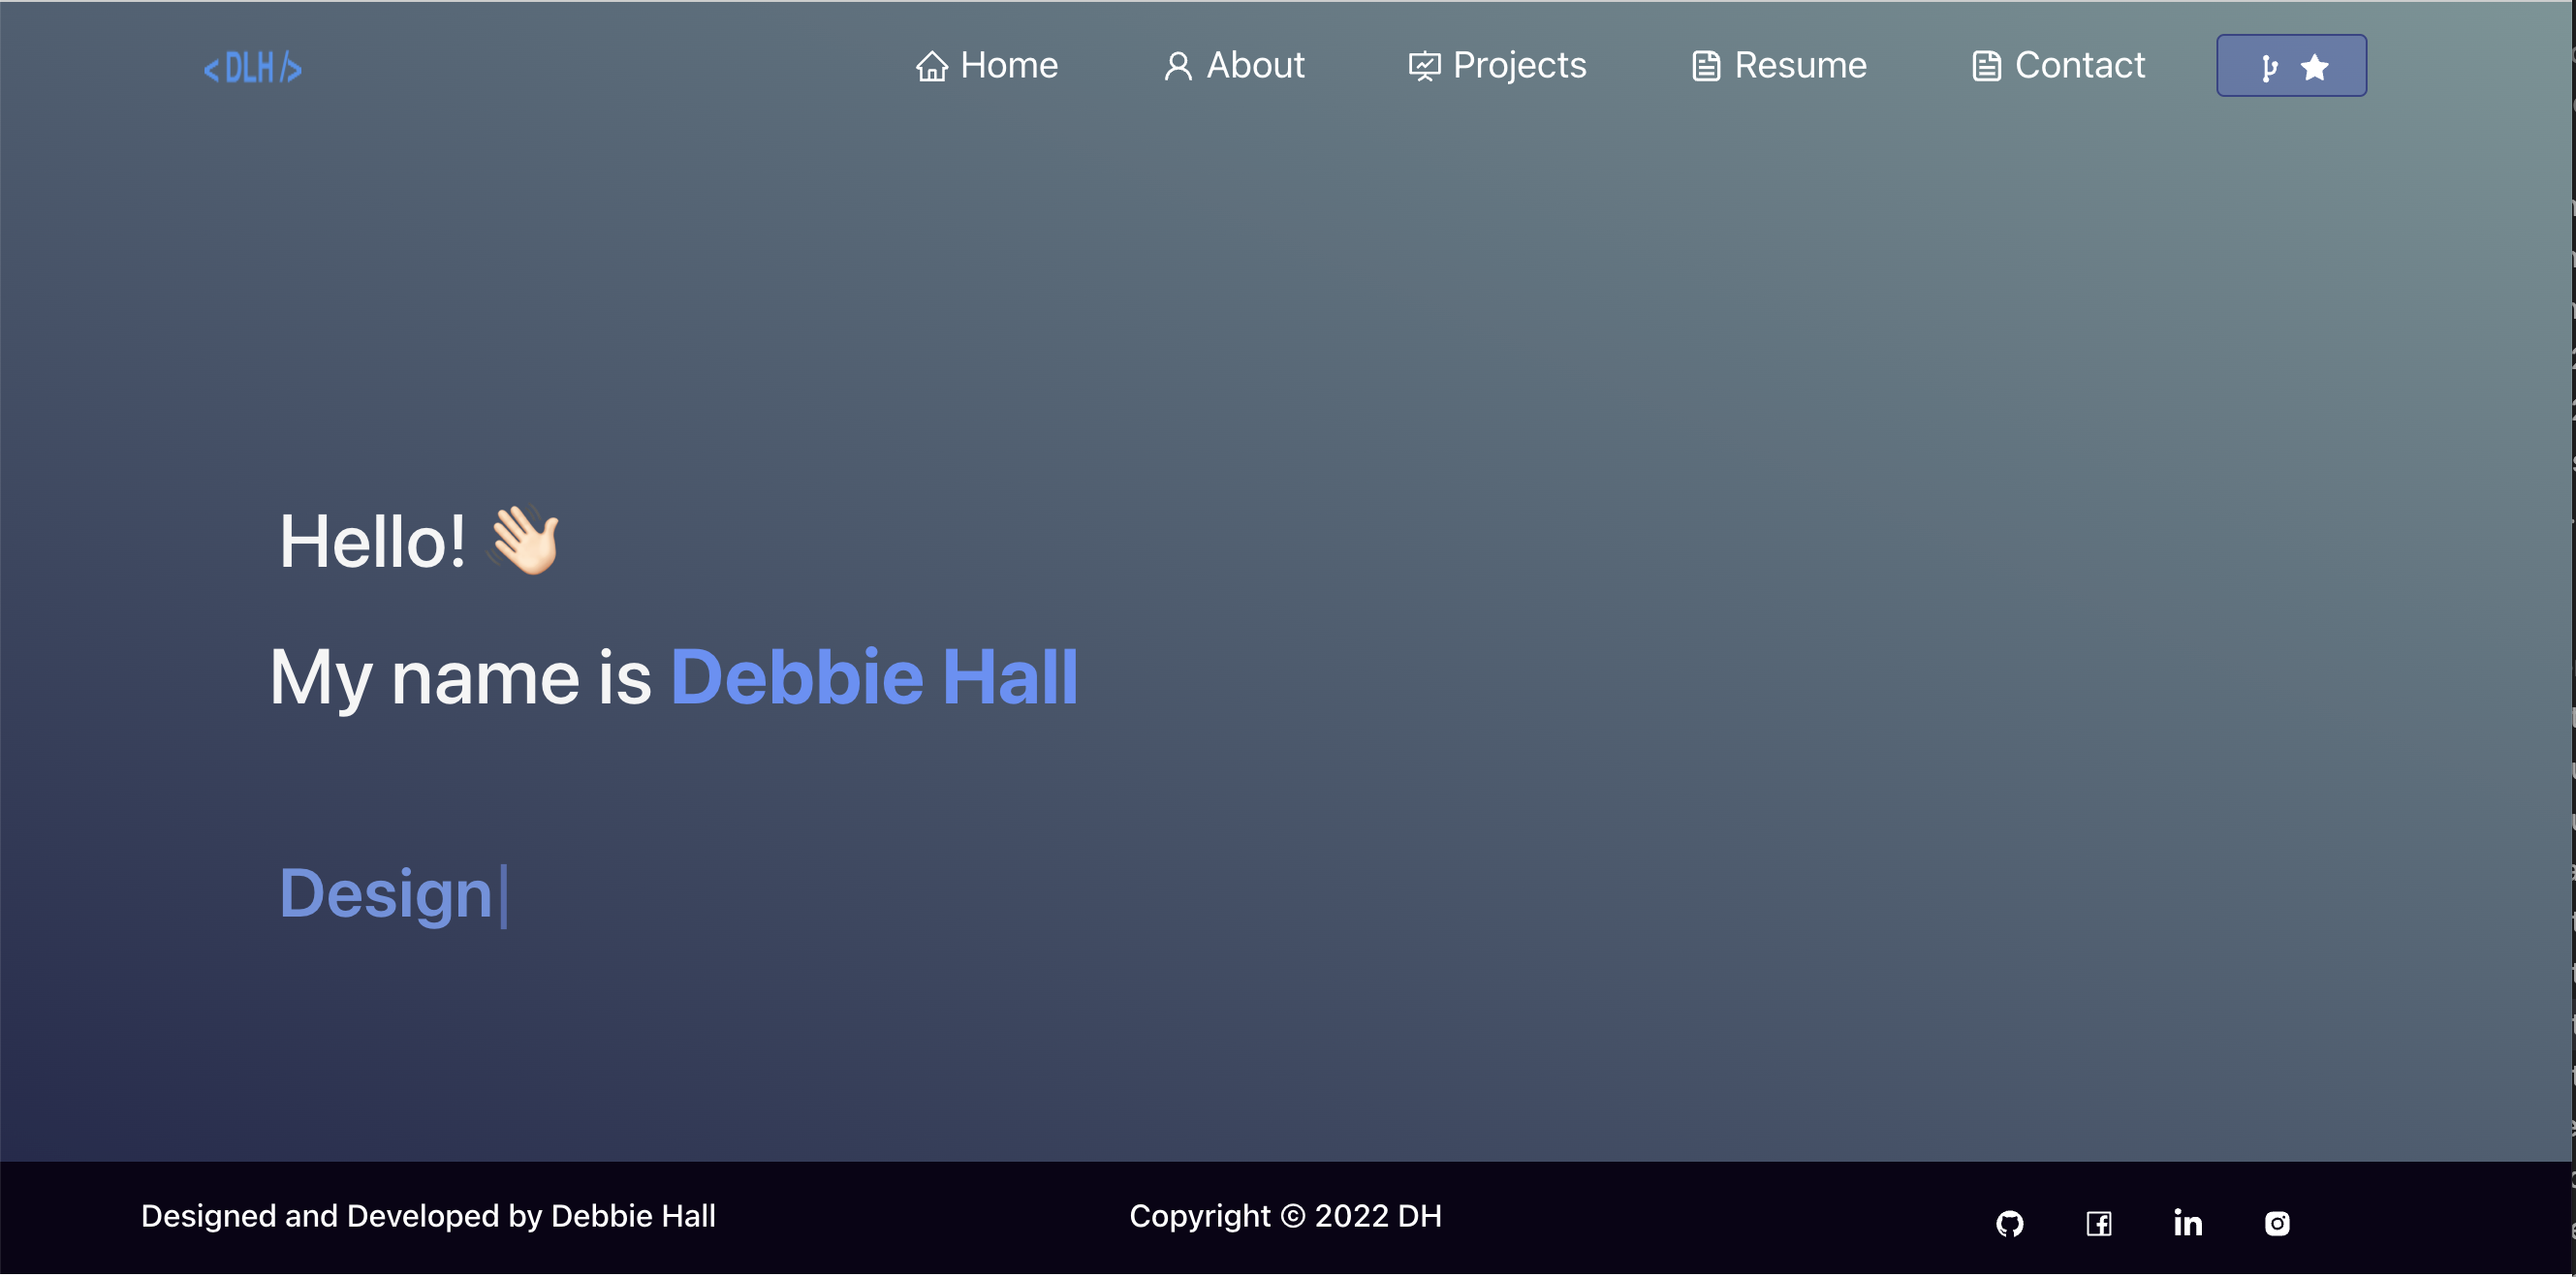 <DLH/>
Home About Projects Resume Contact
Hello! 👋🏻
My name is Debbie Hall
Design|
Designed and Developed by Debbie Hall
Copyright © 2022 DH